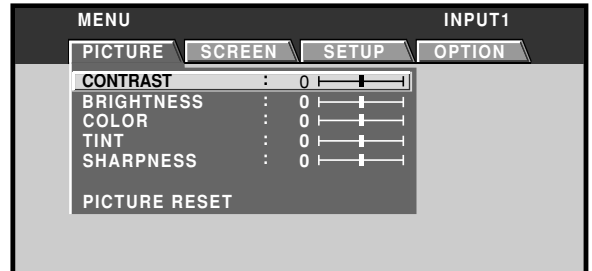 MENU INPUT1
PICTURE SCREEN SETUP OPTION
CONTRAST : 0
BRIGHTNESS : 0
COLOR : 0
TINT : 0
SHARPNESS : 0
PICTURE RESET